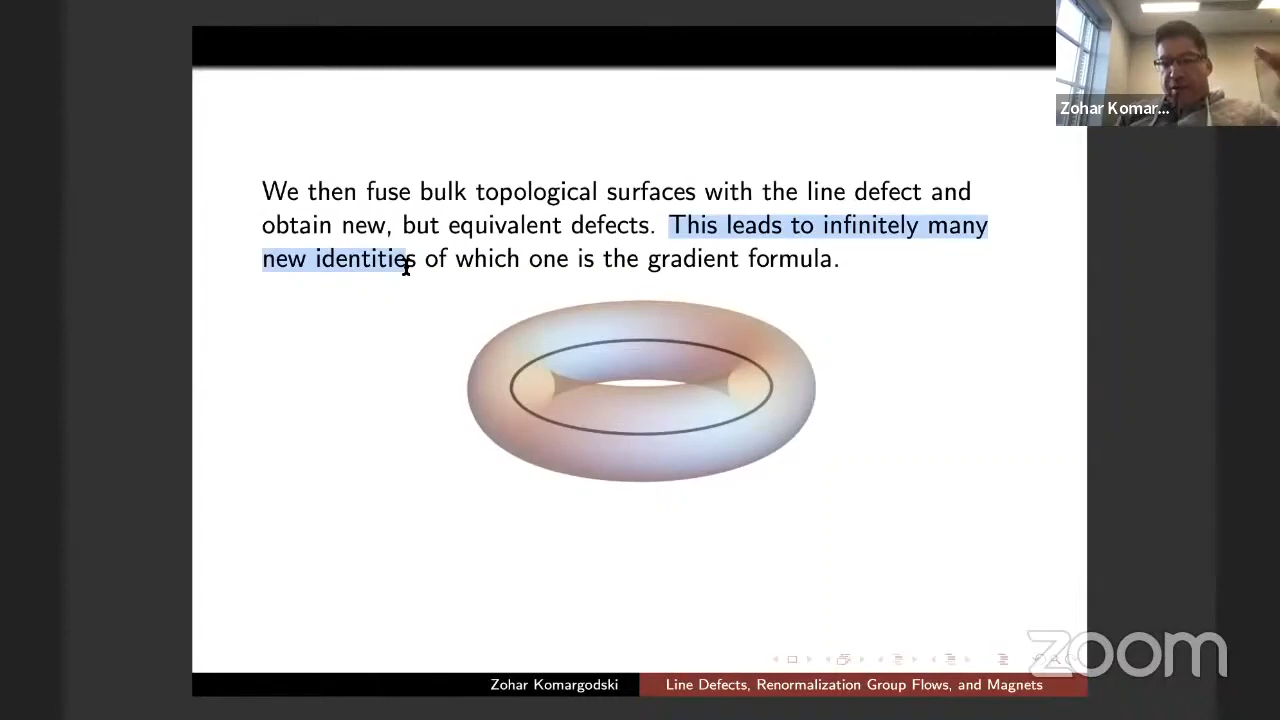 Zohar Komar...
We then fuse bulk topological surfaces with the line defect and
obtain new, but equivalent defects. This leads to infinitely many
new identities of which one is the gradient formula.
zoom
Zohar Komargodski
Line Defects, Renormalization Group Flows, and Magnets